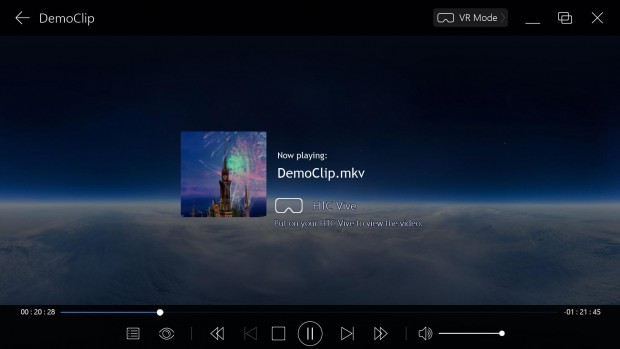 DemoClip
VR Mode
Now playing:
DemoClip.mkv
HTC Vive
Put on your HTC Vive to view the video.
00 : 20 : 28
-01 : 21 : 45